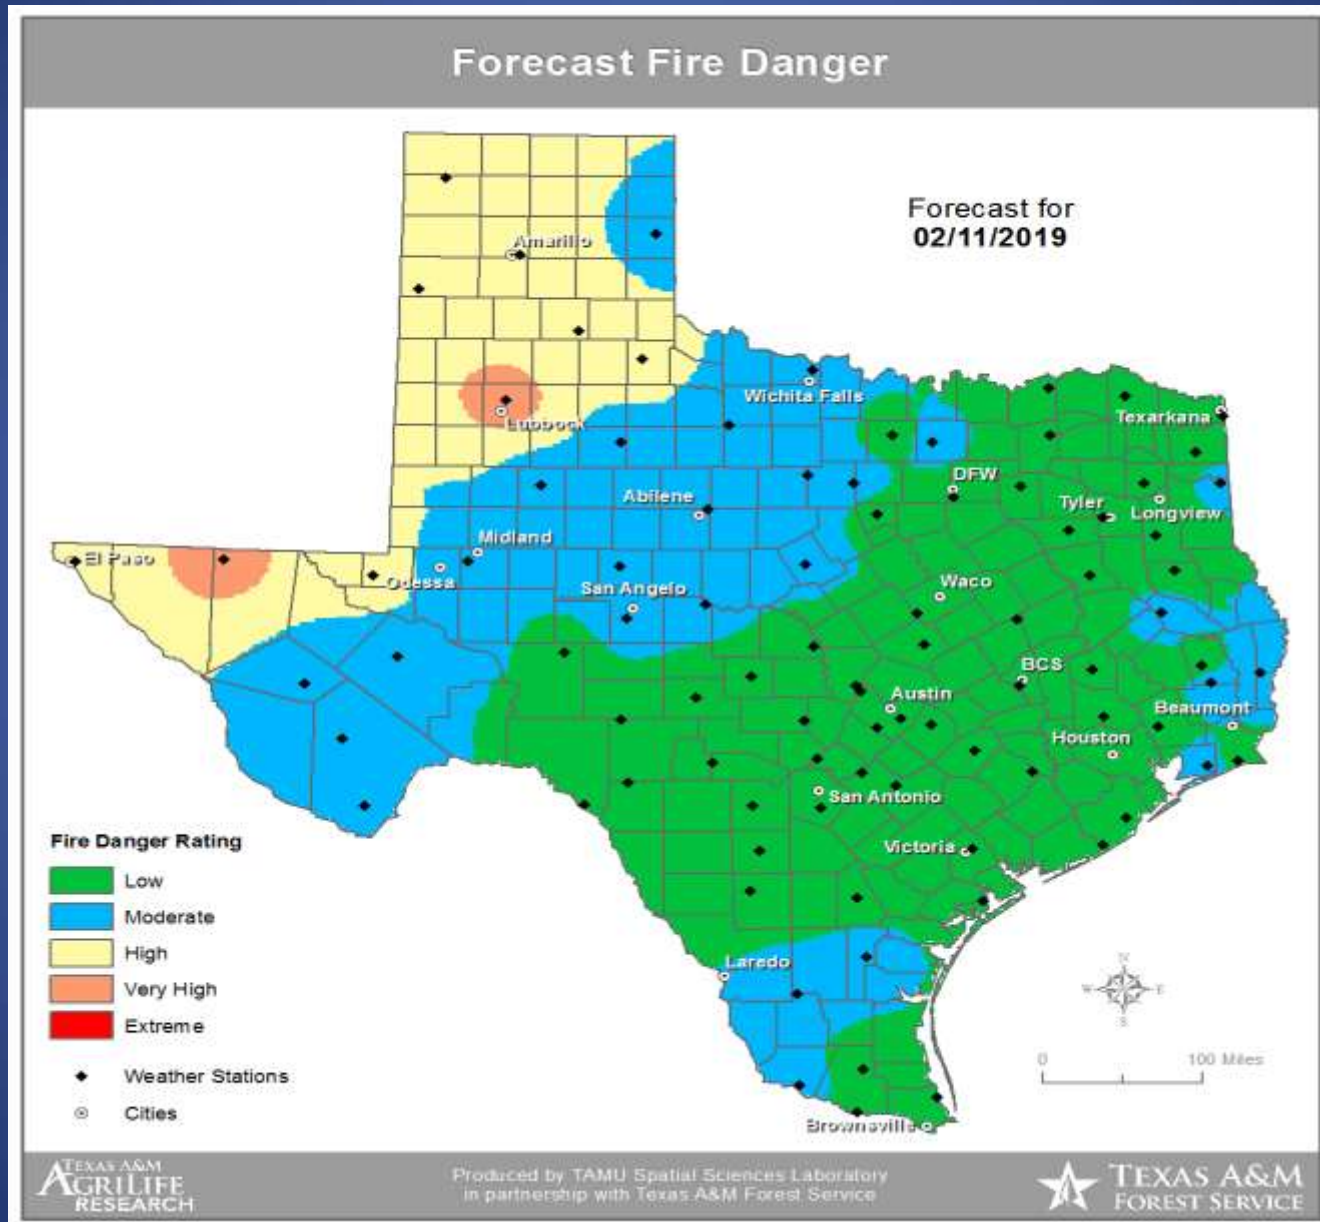 Forecast Fire Danger
Forecast for
02/11/2019
Amarillo
Lubbock
Wichita Falls
Texarkana
DFW
Abilene
Tyler
Longview
Midland
El Paso
Odessa
San Angelo
Waco
BCS
Austin
Beaumont
Houston
San Antonio
Victoria
Laredo
Brownsville
Fire Danger Rating
Low
Moderate
High
Very High
Extreme
Weather Stations
Cities
N
W
E
S
0
100 Miles
TEXAS A&M
AGRILIFE
RESEARCH
Produced by TAMU Spatial Sciences Laboratory
in partnership with Texas A&M Forest Service
TEXAS A&M
FOREST SERVICE